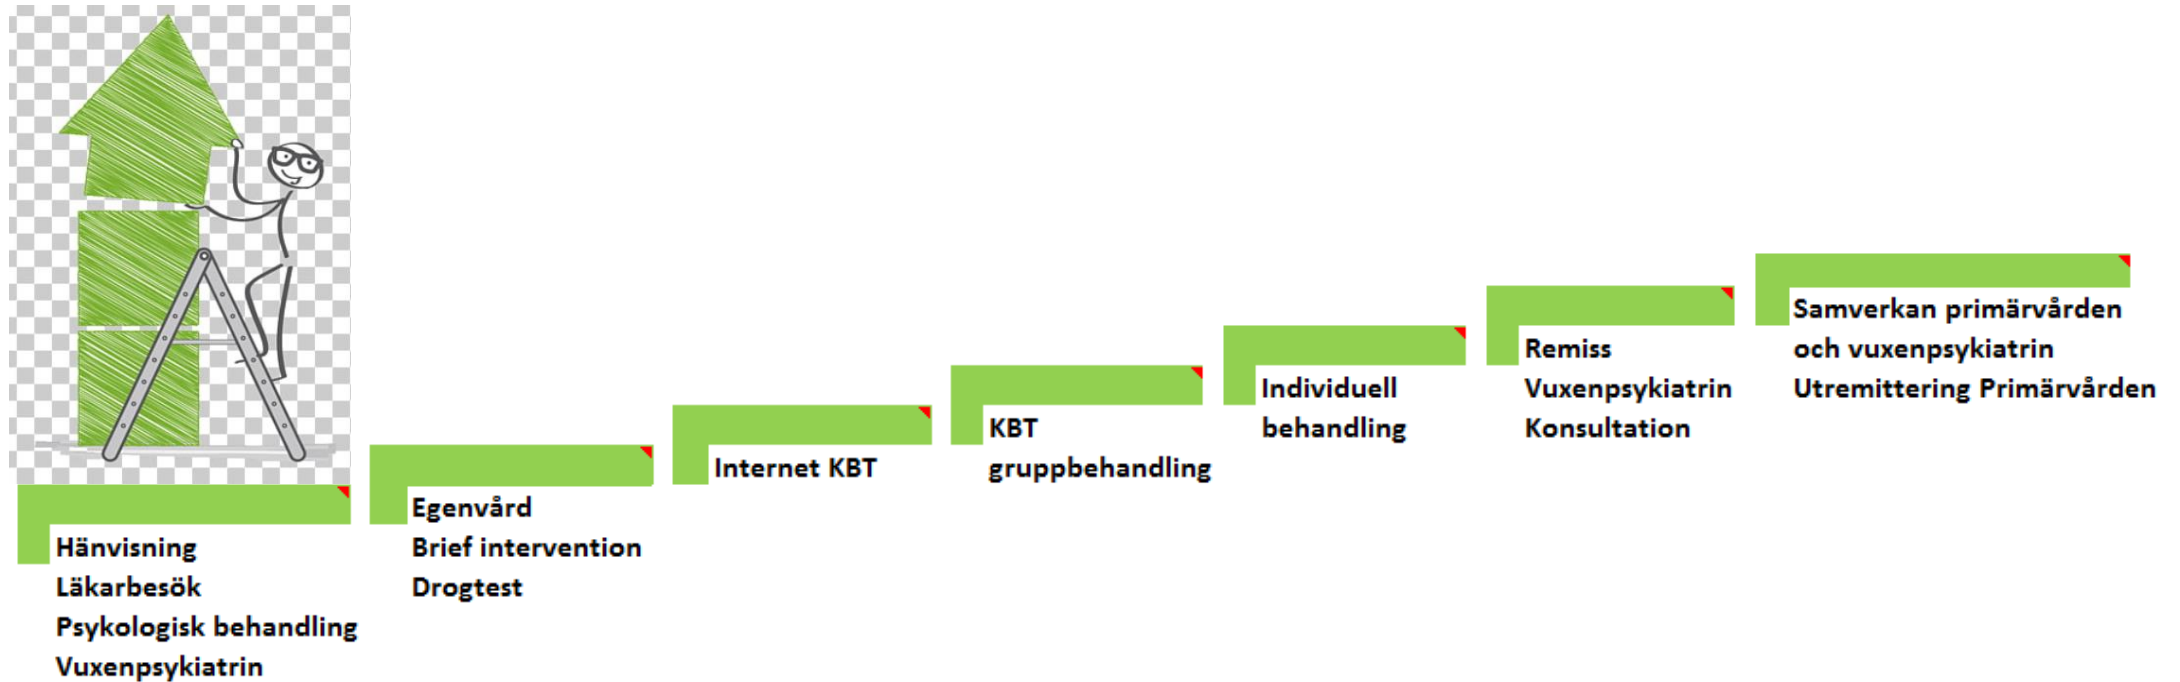 Hänvisning
Läkarbesök
Psykologisk behandling
Vuxenpsykiatrin
Egenvård
Brief intervention
Drogtest
Internet KBT
KBT
gruppbehandling
Individuell
behandling
Remiss
Vuxenpsykiatrin
Konsultation
Samverkan primärvården
och vuxenpsykiatrin
Utremittering Primärvården